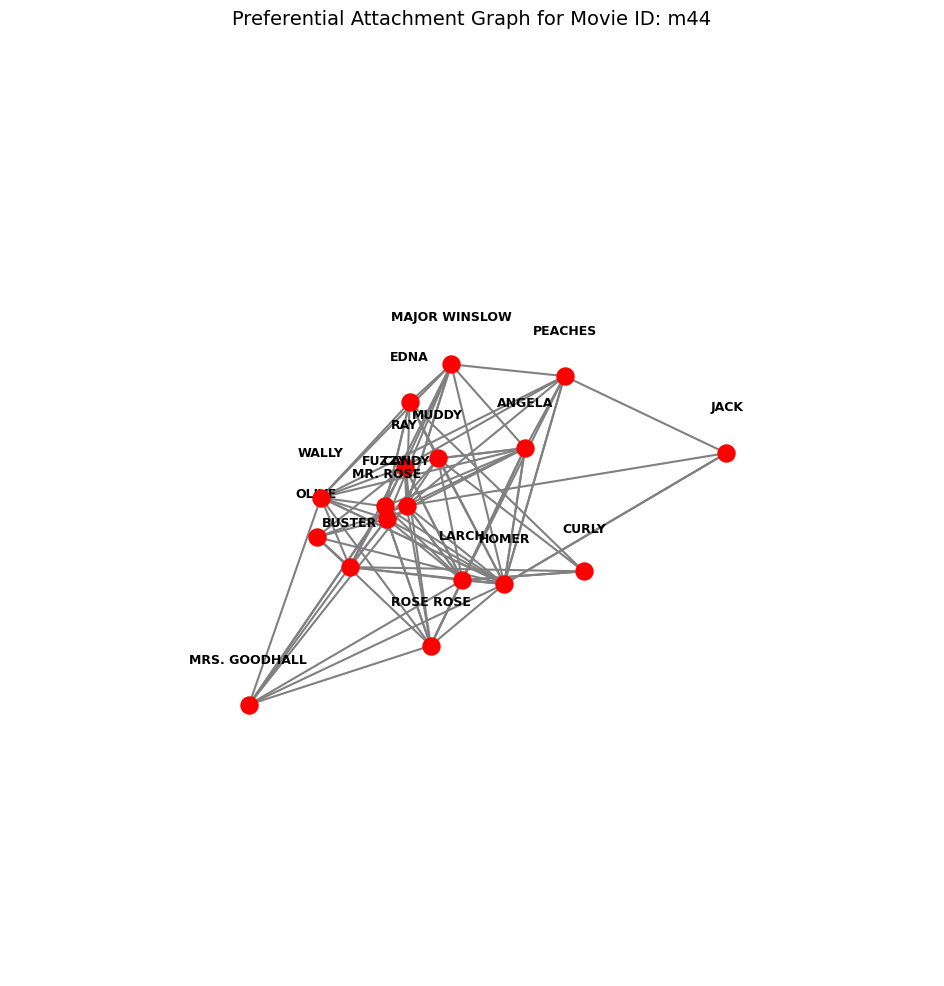 Preferential Attachment Graph for Movie ID: m44
MAJOR WINSLOW
PEACHES
EDNA
ANGELA
JACK
MUDDY
RAY
WALLY
FUZZY
CANDY
MR. ROSE
OLIVE
BUSTER
CURLY
LARCH
HOMER
ROSE ROSE
MRS. GOODHALL